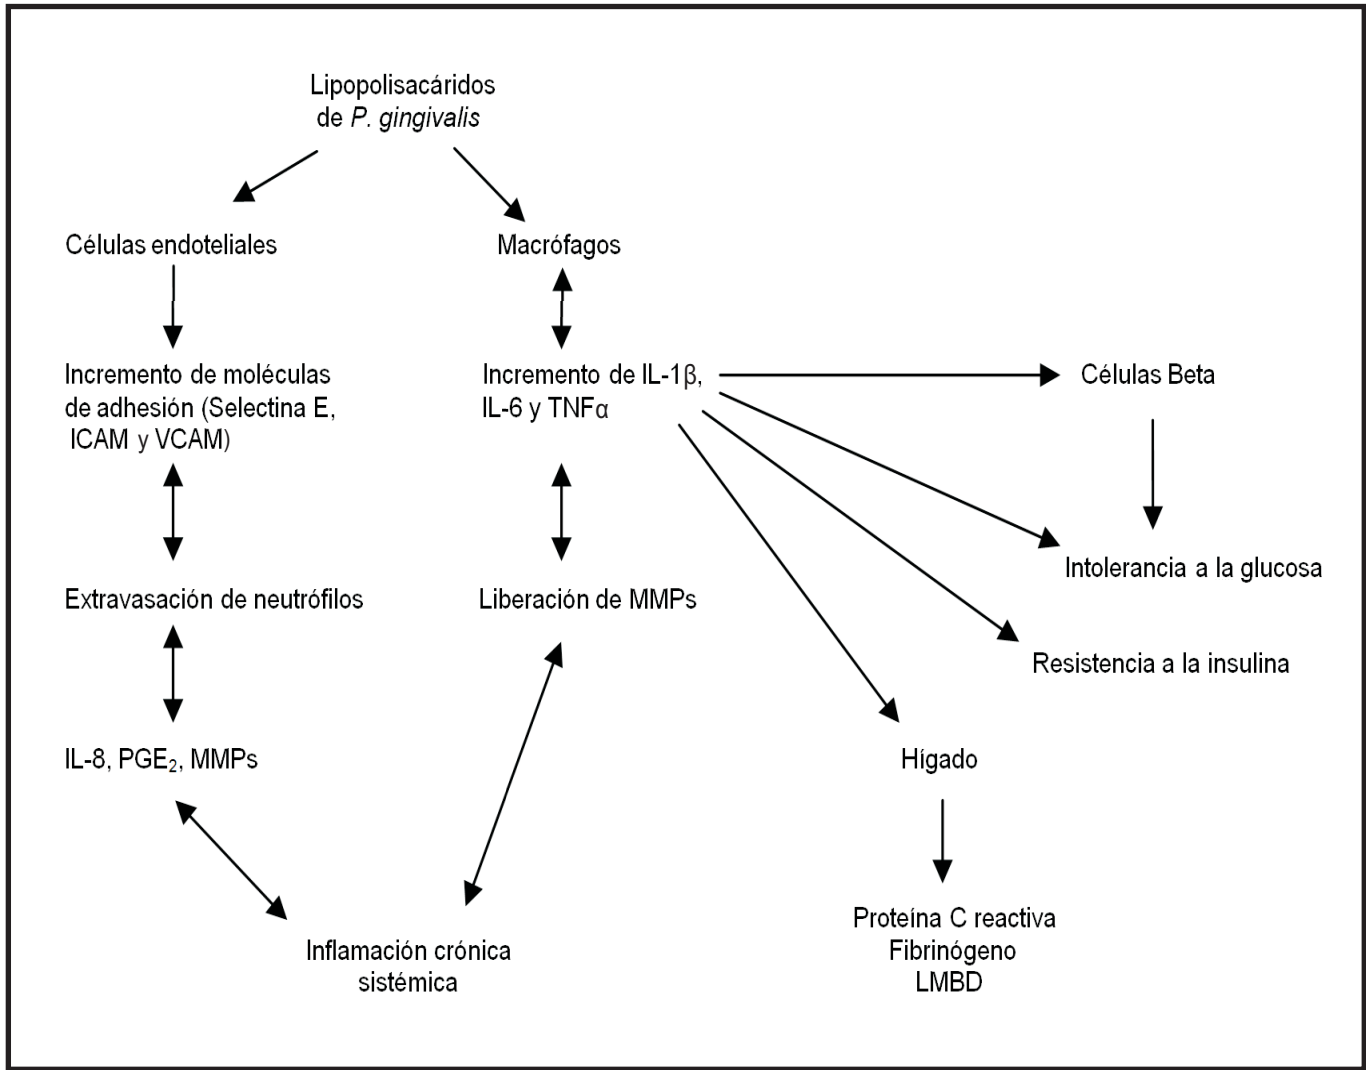 Lipopolisacáridos
de P. gingivalis
Células endoteliales
Macrófagos
Incremento de moléculas
de adhesión (Selectina E,
ICAM y VCAM)
Incremento de IL-1β,
IL-6 y TNFα
Células Beta
Extravasación de neutrófilos
Liberación de MMPs
Intolerancia a la glucosa
Resistencia a la insulina
IL-8, PGE₂, MMPs
Hígado
Inflamación crónica
sistémica
Proteína C reactiva
Fibrinógeno
LMBD